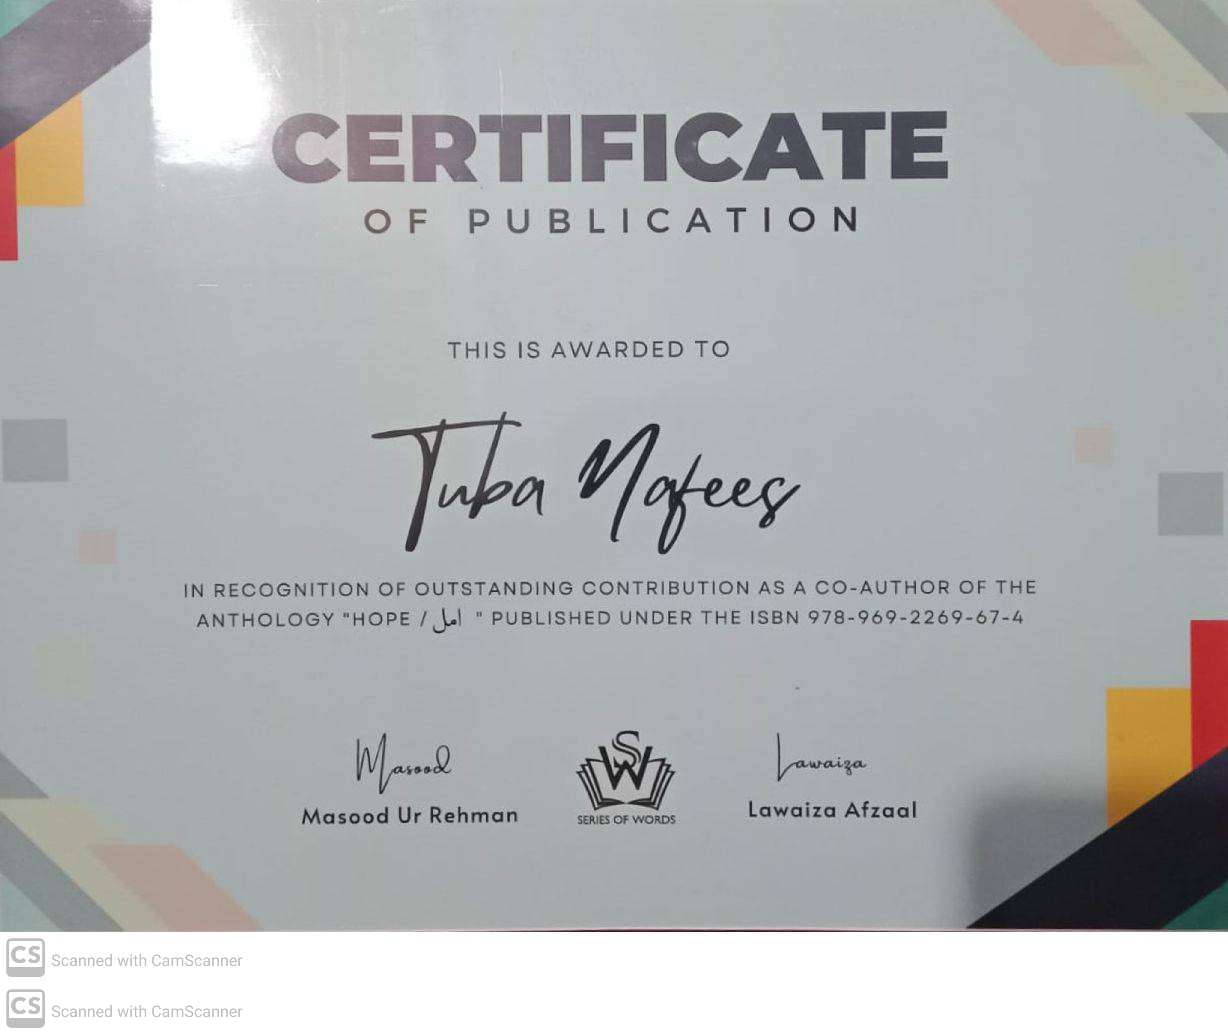 CERTIFICATE
OF PUBLICATION
THIS IS AWARDED TO
Tuba Nafees
IN RECOGNITION OF OUTSTANDING CONTRIBUTION AS A CO-AUTHOR OF THE
ANTHOLOGY "HOPE / امل " PUBLISHED UNDER THE ISBN 978-969-2269-67-4
Masood
Masood Ur Rehman
SW
SERIES OF WORDS
Lawaiza
Lawaiza Afzaal
CS Scanned with CamScanner
CS Scanned with CamScanner